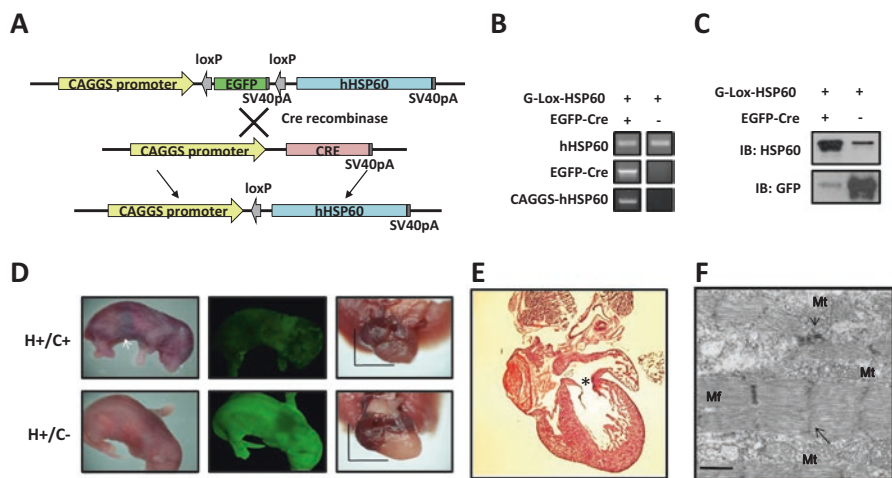 A
loxP loxP
CAGGS promoter EGFP hHSP60
SV40pA SV40pA
Cre recombinase
CAGGS promoter CRE
SV40pA
loxP
CAGGS promoter hHSP60
SV40pA
B
G-Lox-HSP60 + +
EGFP-Cre + -
hHSP60
EGFP-Cre
CAGGS-hHSP60
C
G-Lox-HSP60 + +
EGFP-Cre + -
IB: HSP60
IB: GFP
D
H+/C+
H+/C-
E
*
F
Mt
Mt
Mf
Mt